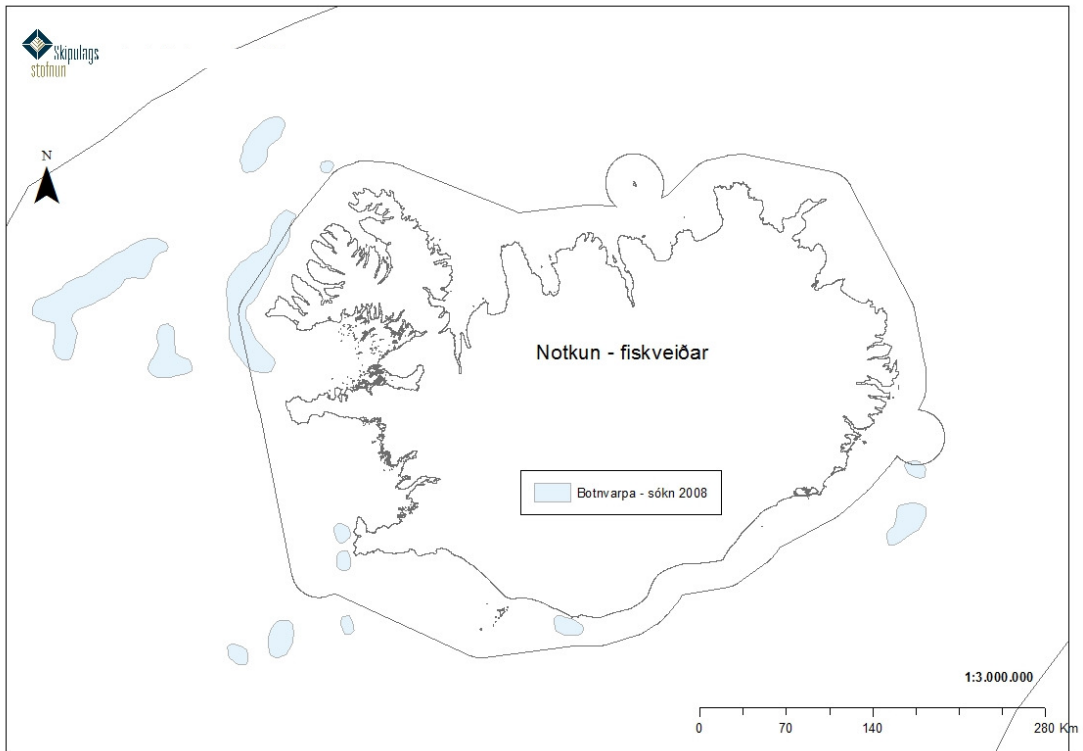 Skipulags
stofnun
N
Notkun - fiskveiðar
Botnvarpa - sókn 2008
1:3.000.000
0 70 140 280 Km